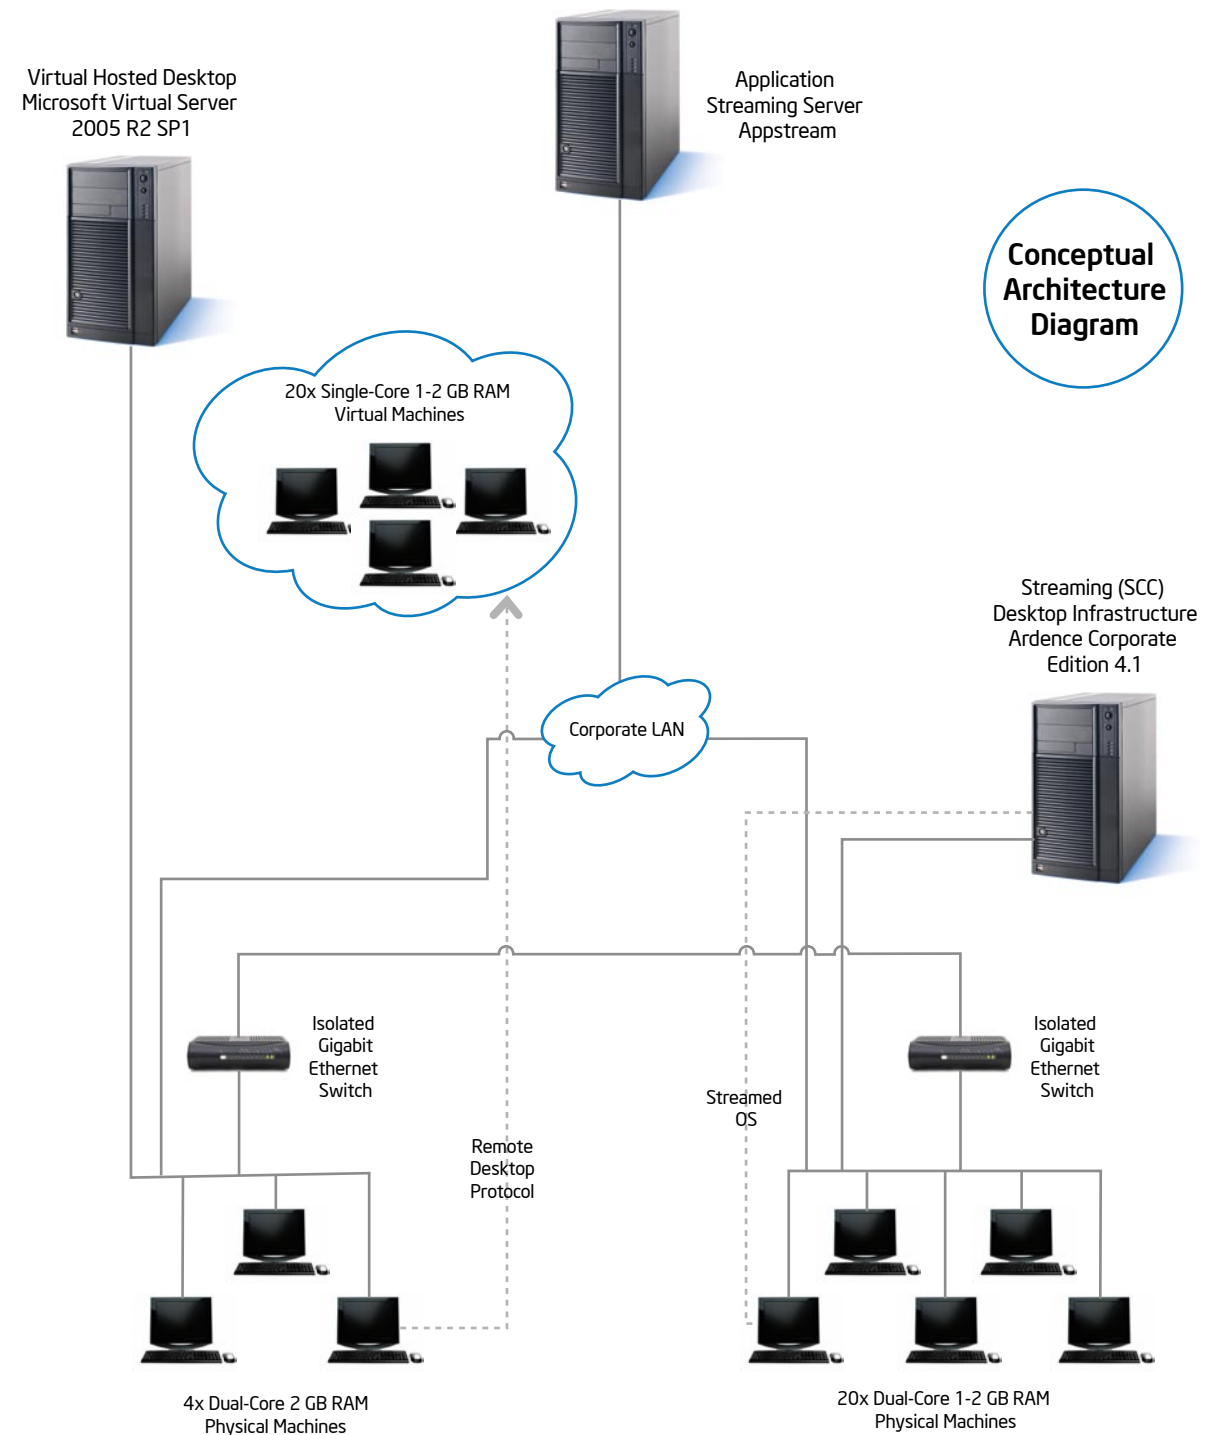 Virtual Hosted Desktop
Microsoft Virtual Server
2005 R2 SP1
Application
Streaming Server
Appstream
Conceptual
Architecture
Diagram
20x Single-Core 1-2 GB RAM
Virtual Machines
Streaming (SCC)
Desktop Infrastructure
Ardence Corporate
Edition 4.1
Corporate LAN
Isolated
Gigabit
Ethernet
Switch
Isolated
Gigabit
Ethernet
Switch
Streamed
OS
Remote
Desktop
Protocol
4x Dual-Core 2 GB RAM
Physical Machines
20x Dual-Core 1-2 GB RAM
Physical Machines